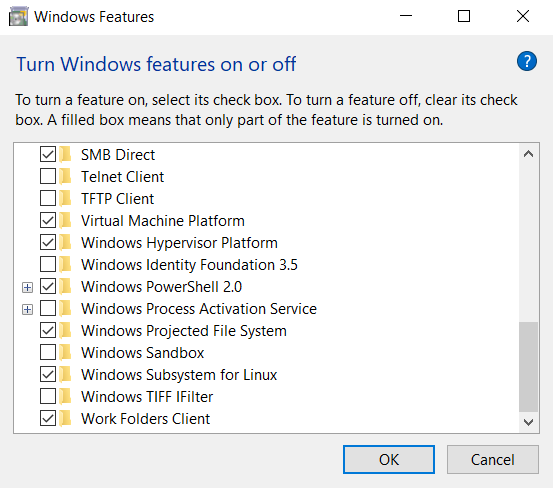 Windows Features
Turn Windows features on or off
?
To turn a feature on, select its check box. To turn a feature off, clear its check
box. A filled box means that only part of the feature is turned on.
SMB Direct
Telnet Client
TFTP Client
Virtual Machine Platform
Windows Hypervisor Platform
Windows Identity Foundation 3.5
Windows PowerShell 2.0
Windows Process Activation Service
Windows Projected File System
Windows Sandbox
Windows Subsystem for Linux
Windows TIFF IFilter
Work Folders Client
OK
Cancel